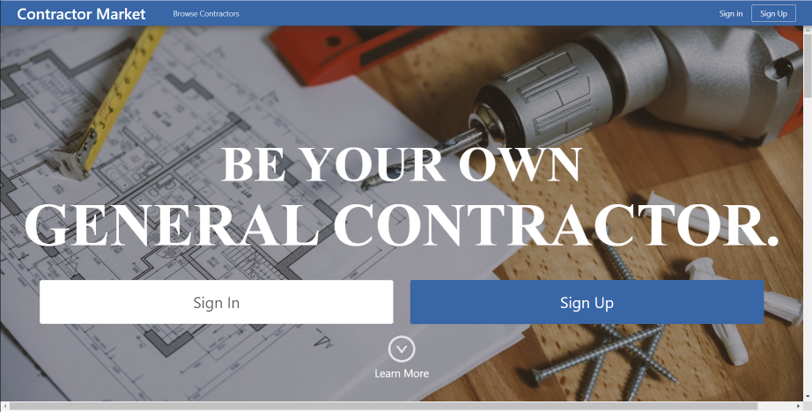 Contractor Market
Browse Contractors
Sign in
Sign Up
BE YOUR OWN
GENERAL CONTRACTOR.
Sign In
Sign Up
Learn More